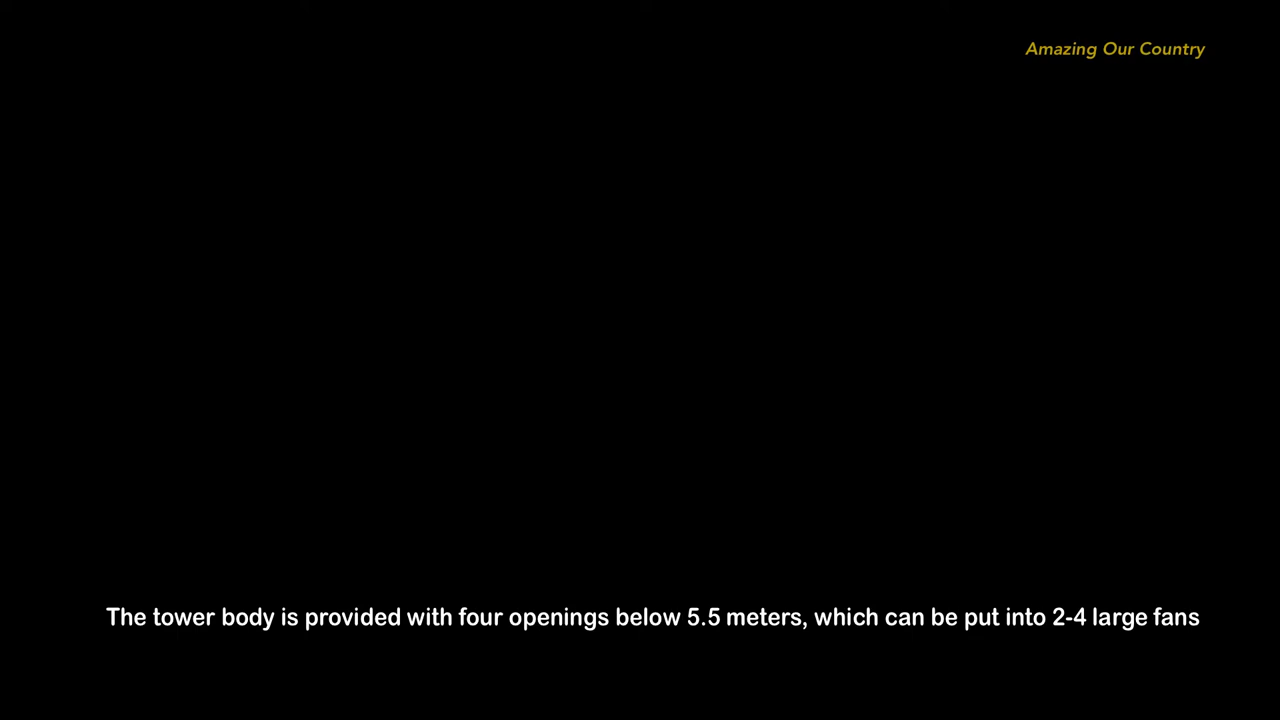 Amazing Our Country
The tower body is provided with four openings below 5.5 meters, which can be put into 2-4 large fans